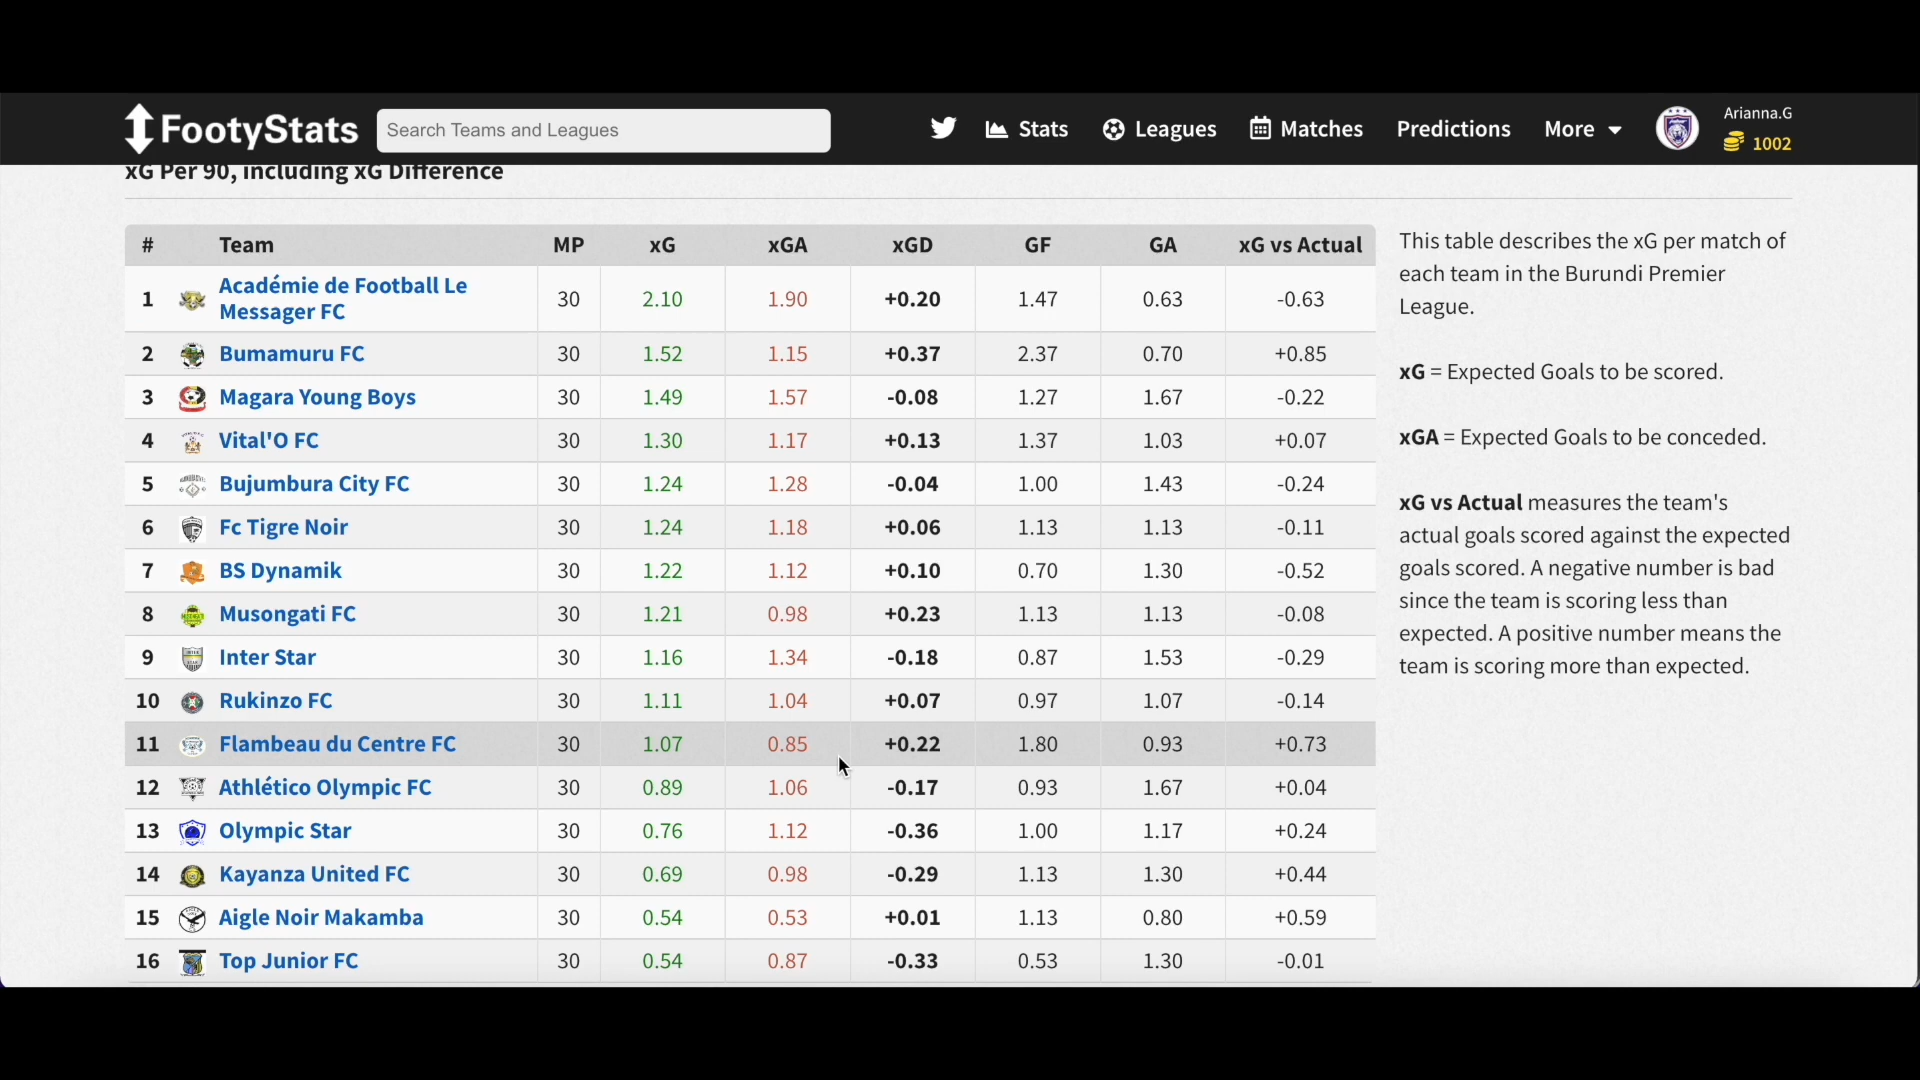 FootyStats
Search Teams and Leagues
Stats
Leagues
Matches
Predictions
More
Arianna.G
1002
xG Per 90, including xG Difference
# Team MP xG xGA xGD GF GA xG vs Actual
1 Académie de Football Le Messager FC 30 2.10 1.90 +0.20 1.47 0.63 -0.63
2 Bumamuru FC 30 1.52 1.15 +0.37 2.37 0.70 +0.85
3 Magara Young Boys 30 1.49 1.57 -0.08 1.27 1.67 -0.22
4 Vital'O FC 30 1.30 1.17 +0.13 1.37 1.03 +0.07
5 Bujumbura City FC 30 1.24 1.28 -0.04 1.00 1.43 -0.24
6 Fc Tigre Noir 30 1.24 1.18 +0.06 1.13 1.13 -0.11
7 BS Dynamik 30 1.22 1.12 +0.10 0.70 1.30 -0.52
8 Musongati FC 30 1.21 0.98 +0.23 1.13 1.13 -0.08
9 Inter Star 30 1.16 1.34 -0.18 0.87 1.53 -0.29
10 Rukinzo FC 30 1.11 1.04 +0.07 0.97 1.07 -0.14
11 Flambeau du Centre FC 30 1.07 0.85 +0.22 1.80 0.93 +0.73
12 Athlético Olympic FC 30 0.89 1.06 -0.17 0.93 1.67 +0.04
13 Olympic Star 30 0.76 1.12 -0.36 1.00 1.17 +0.24
14 Kayanza United FC 30 0.69 0.98 -0.29 1.13 1.30 +0.44
15 Aigle Noir Makamba 30 0.54 0.53 +0.01 1.13 0.80 +0.59
16 Top Junior FC 30 0.54 0.87 -0.33 0.53 1.30 -0.01
This table describes the xG per match of
each team in the Burundi Premier
League.
xG = Expected Goals to be scored.
xGA = Expected Goals to be conceded.
xG vs Actual measures the team's
actual goals scored against the expected
goals scored. A negative number is bad
since the team is scoring less than
expected. A positive number means the
team is scoring more than expected.